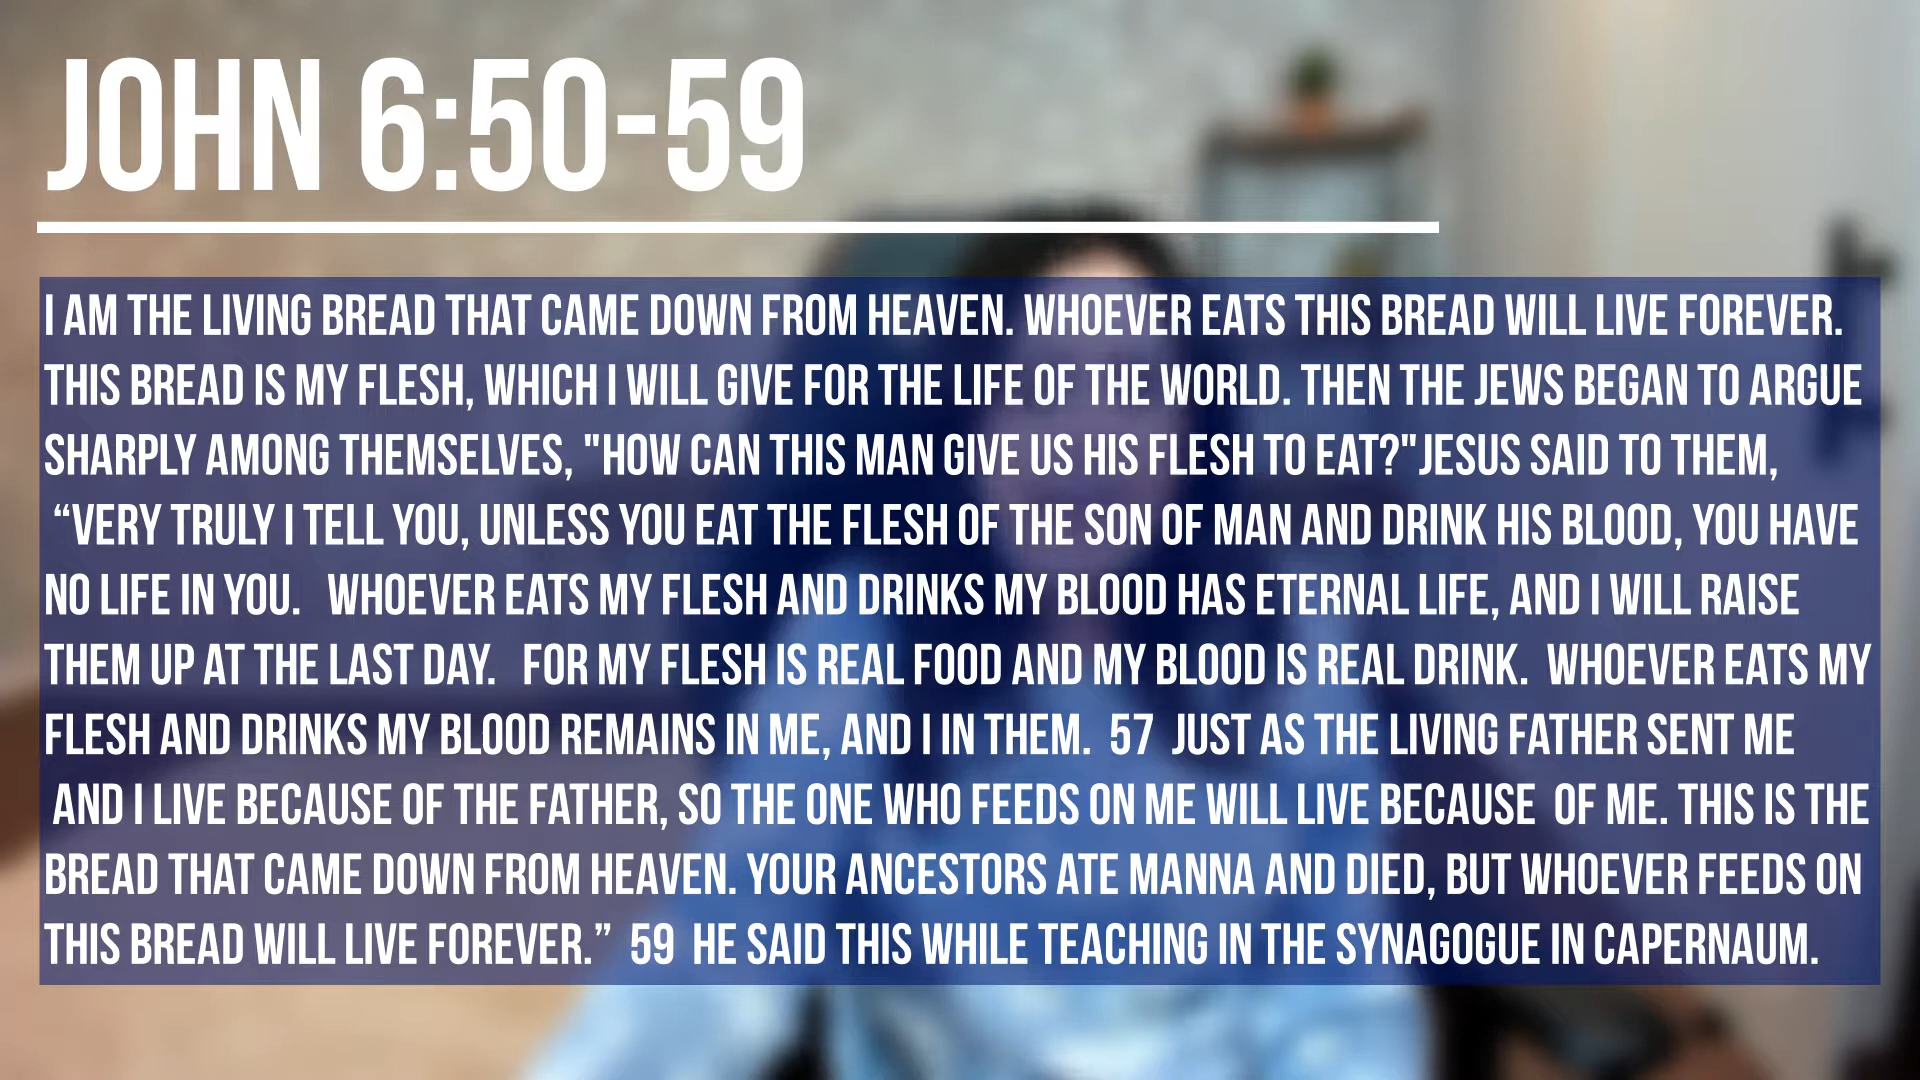 JOHN 6:50-59
I AM THE LIVING BREAD THAT CAME DOWN FROM HEAVEN. WHOEVER EATS THIS BREAD WILL LIVE FOREVER.
THIS BREAD IS MY FLESH, WHICH I WILL GIVE FOR THE LIFE OF THE WORLD. THEN THE JEWS BEGAN TO ARGUE
SHARPLY AMONG THEMSELVES, "HOW CAN THIS MAN GIVE US HIS FLESH TO EAT?"JESUS SAID TO THEM,
“VERY TRULY I TELL YOU, UNLESS YOU EAT THE FLESH OF THE SON OF MAN AND DRINK HIS BLOOD, YOU HAVE
NO LIFE IN YOU. WHOEVER EATS MY FLESH AND DRINKS MY BLOOD HAS ETERNAL LIFE, AND I WILL RAISE
THEM UP AT THE LAST DAY. FOR MY FLESH IS REAL FOOD AND MY BLOOD IS REAL DRINK. WHOEVER EATS MY
FLESH AND DRINKS MY BLOOD REMAINS IN ME, AND I IN THEM. 57 JUST AS THE LIVING FATHER SENT ME
AND I LIVE BECAUSE OF THE FATHER, SO THE ONE WHO FEEDS ON ME WILL LIVE BECAUSE OF ME. THIS IS THE
BREAD THAT CAME DOWN FROM HEAVEN. YOUR ANCESTORS ATE MANNA AND DIED, BUT WHOEVER FEEDS ON
THIS BREAD WILL LIVE FOREVER.” 59 HE SAID THIS WHILE TEACHING IN THE SYNAGOGUE IN CAPERNAUM.